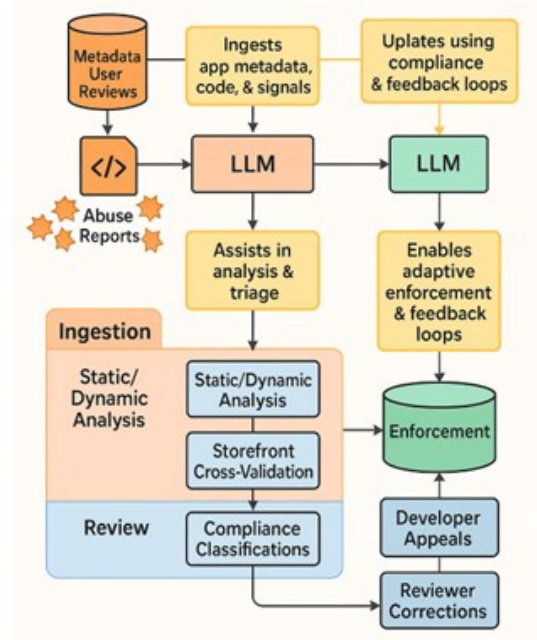 Metadata
User
Reviews
Ingests
app metadata,
code, & signals
Uplates using
compliance
& feedback loops
</>
LLM
LLM
Abuse
Reports
Assists in
analysis &
triage
Enables
adaptive
enforcement
& feedback
loops
Ingestion
Static/
Dynamic
Analysis
Static/Dynamic
Analysis
Storefront
Cross-Validation
Enforcement
Review
Compliance
Classifications
Developer
Appeals
Reviewer
Corrections